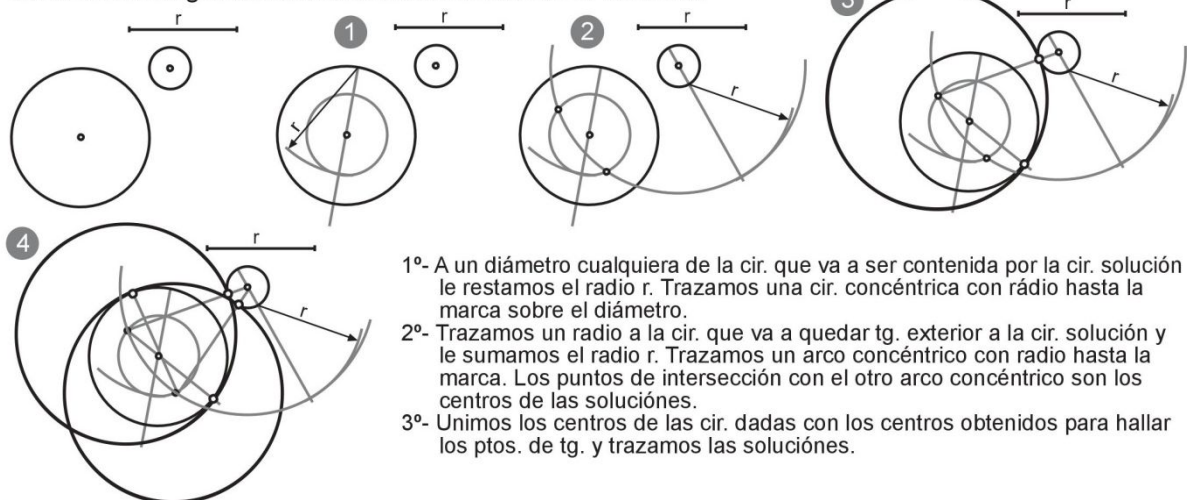 r
r
1
2
r
r
r
3
r
r
4
r
r
1º- A un diámetro cualquiera de la cir. que va a ser contenida por la cir. solución
le restamos el radio r. Trazamos una cir. concéntrica con rádio hasta la
marca sobre el diámetro.
2º- Trazamos un radio a la cir. que va a quedar tg. exterior a la cir. solución y
le sumamos el radio r. Trazamos un arco concéntrico con radio hasta la
marca. Los puntos de intersección con el otro arco concéntrico son los
centros de las soluciónes.
3º- Unimos los centros de las cir. dadas con los centros obtenidos para hallar
los ptos. de tg. y trazamos las soluciónes.